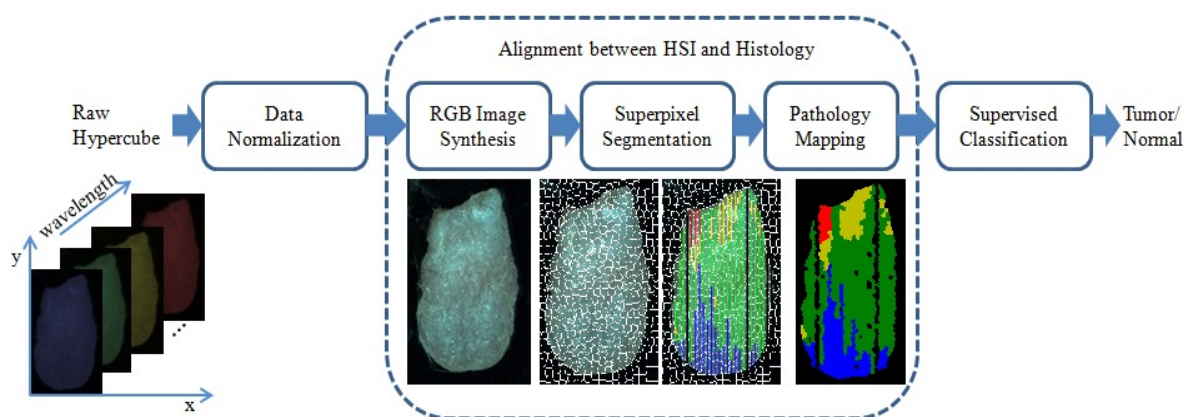 Alignment between HSI and Histology
Raw
Hypercube
Data
Normalization
RGB Image
Synthesis
Superpixel
Segmentation
Pathology
Mapping
Supervised
Classification
Tumor/
Normal
wavelength
y
...
x